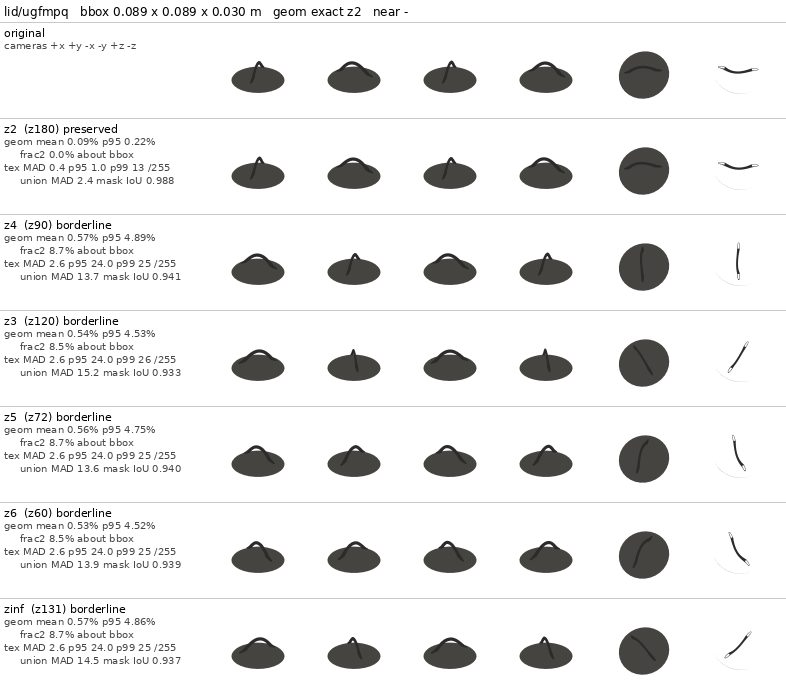 lid/ugfmpq bbox 0.089 x 0.089 x 0.030 m geom exact z2 near -
original
cameras +x +y -x -y +z -z
z2 (z180) preserved
geom mean 0.09% p95 0.22%
frac2 0.0% about bbox
tex MAD 0.4 p95 1.0 p99 13 /255
union MAD 2.4 mask IoU 0.988
z4 (z90) borderline
geom mean 0.57% p95 4.89%
frac2 8.7% about bbox
tex MAD 2.6 p95 24.0 p99 25 /255
union MAD 13.7 mask IoU 0.941
z3 (z120) borderline
geom mean 0.54% p95 4.53%
frac2 8.5% about bbox
tex MAD 2.6 p95 24.0 p99 26 /255
union MAD 15.2 mask IoU 0.933
z5 (z72) borderline
geom mean 0.56% p95 4.75%
frac2 8.7% about bbox
tex MAD 2.6 p95 24.0 p99 25 /255
union MAD 13.6 mask IoU 0.940
z6 (z60) borderline
geom mean 0.53% p95 4.52%
frac2 8.5% about bbox
tex MAD 2.6 p95 24.0 p99 25 /255
union MAD 13.9 mask IoU 0.939
zinf (z131) borderline
geom mean 0.57% p95 4.86%
frac2 8.7% about bbox
tex MAD 2.6 p95 24.0 p99 25 /255
union MAD 14.5 mask IoU 0.937